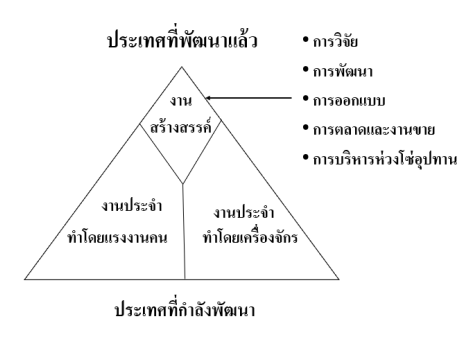 ประเทศที่พัฒนาแล้ว
• การวิจัย
• การพัฒนา
• การออกแบบ
• การตลาดและงานขาย
• การบริหารห่วงโซ่อุปทาน
งาน
สร้างสรรค์
งานประจำ
ทำโดยแรงงานคน
งานประจำ
ทำโดยเครื่องจักร
ประเทศที่กำลังพัฒนา